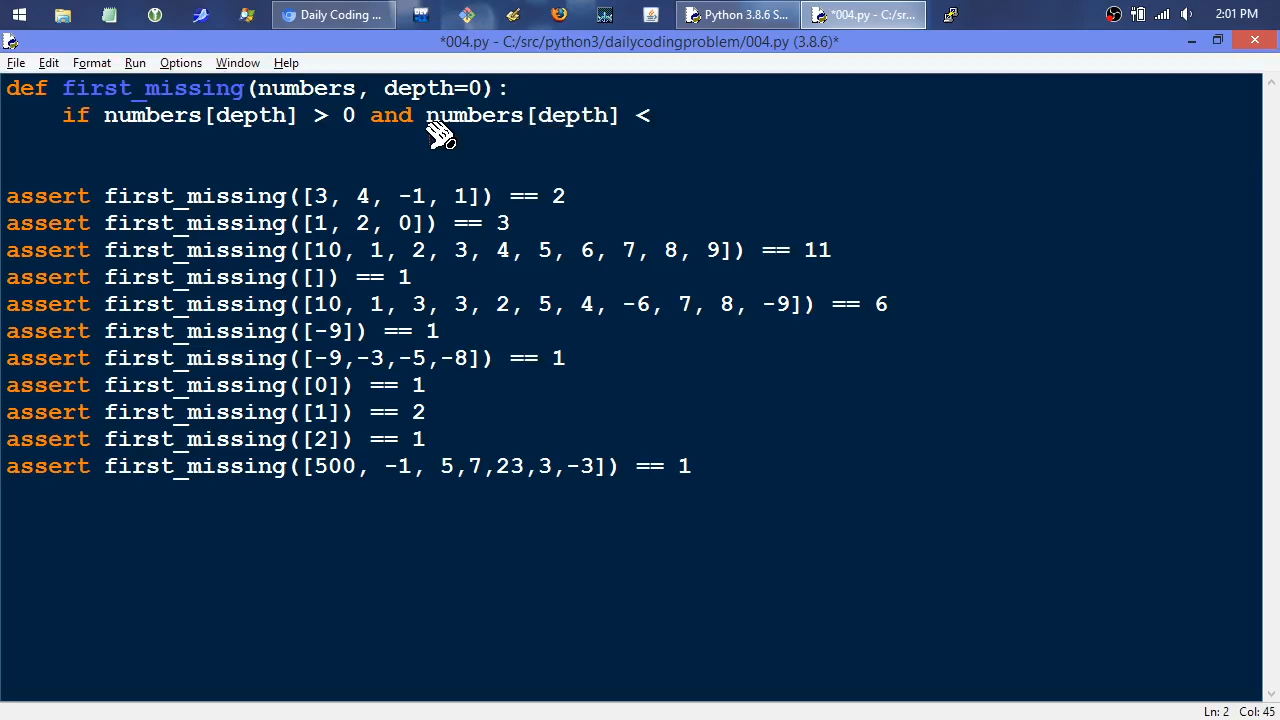 Daily Coding ...
Python 3.8.6 S...
*004.py - C:/sr...
2:01 PM
*004.py - C:/src/python3/dailycodingproblem/004.py (3.8.6)*
File Edit Format Run Options Window Help
def first_missing(numbers, depth=0):
    if numbers[depth] > 0 and numbers[depth] <
assert first_missing([3, 4, -1, 1]) == 2
assert first_missing([1, 2, 0]) == 3
assert first_missing([10, 1, 2, 3, 4, 5, 6, 7, 8, 9]) == 11
assert first_missing([]) == 1
assert first_missing([10, 1, 3, 3, 2, 5, 4, -6, 7, 8, -9]) == 6
assert first_missing([-9]) == 1
assert first_missing([-9,-3,-5,-8]) == 1
assert first_missing([0]) == 1
assert first_missing([1]) == 2
assert first_missing([2]) == 1
assert first_missing([500, -1, 5,7,23,3,-3]) == 1
Ln: 2 Col: 45